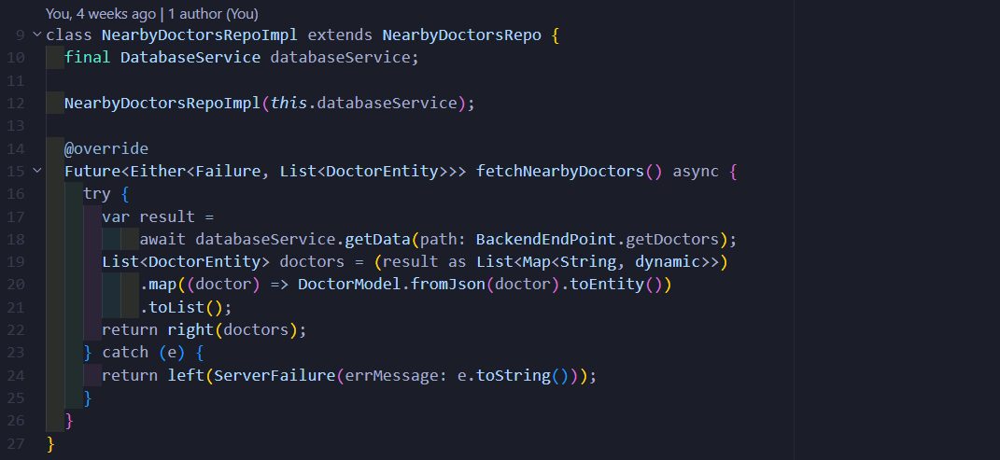 You, 4 weeks ago | 1 author (You)
9 class NearbyDoctorsRepoImpl extends NearbyDoctorsRepo {
10   final DatabaseService databaseService;
11
12   NearbyDoctorsRepoImpl(this.databaseService);
13
14   @override
15   Future<Either<Failure, List<DoctorEntity>>> fetchNearbyDoctors() async {
16     try {
17       var result =
18           await databaseService.getData(path: BackendEndPoint.getDoctors);
19       List<DoctorEntity> doctors = (result as List<Map<String, dynamic>>)
20           .map((doctor) => DoctorModel.fromJson(doctor).toEntity())
21           .toList();
22       return right(doctors);
23     } catch (e) {
24       return left(ServerFailure(errMessage: e.toString()));
25     }
26   }
27 }